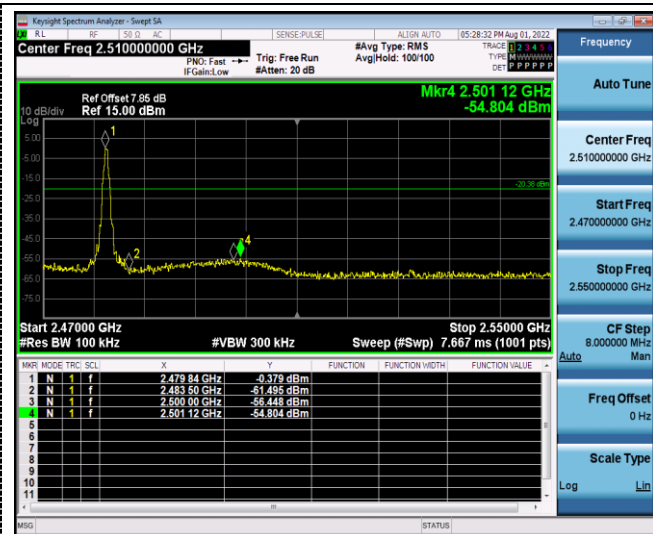 Keysight Spectrum Analyzer - Swept SA
RL RF 50 Ω AC SENSE:PULSE ALIGN AUTO 05:28:32 PM Aug 01, 2022
Center Freq 2.510000000 GHz #Avg Type: RMS TRACE 1 2 3 4 5 6
PNO: Fast Trig: Free Run Avg|Hold: 100/100 TYPE M WWWWW
IFGain:Low #Atten: 20 dB DET P P P P P P
Frequency
Auto Tune
Center Freq
2.510000000 GHz
Start Freq
2.470000000 GHz
Stop Freq
2.550000000 GHz
CF Step
8.000000 MHz
Auto Man
Freq Offset
0 Hz
Scale Type
Log Lin
Mkr4 2.501 12 GHz
-54.804 dBm
Ref Offset 7.85 dB
10 dB/div Ref 15.00 dBm
Log
5.00
-5.00
-15.0
-25.0
-35.0
-45.0
-55.0
-65.0
-75.0
1
2
4
-20.38 dBm
Start 2.47000 GHz Stop 2.55000 GHz
#Res BW 100 kHz #VBW 300 kHz Sweep (#Swp) 7.667 ms (1001 pts)
MKR MODE TRC SCL X Y FUNCTION FUNCTION WIDTH FUNCTION VALUE
1 N 1 f 2.479 84 GHz -0.379 dBm
2 N 1 f 2.483 50 GHz -61.495 dBm
3 N 1 f 2.500 00 GHz -56.448 dBm
4 N 1 f 2.501 12 GHz -54.804 dBm
5
6
7
8
9
10
11
MSG STATUS